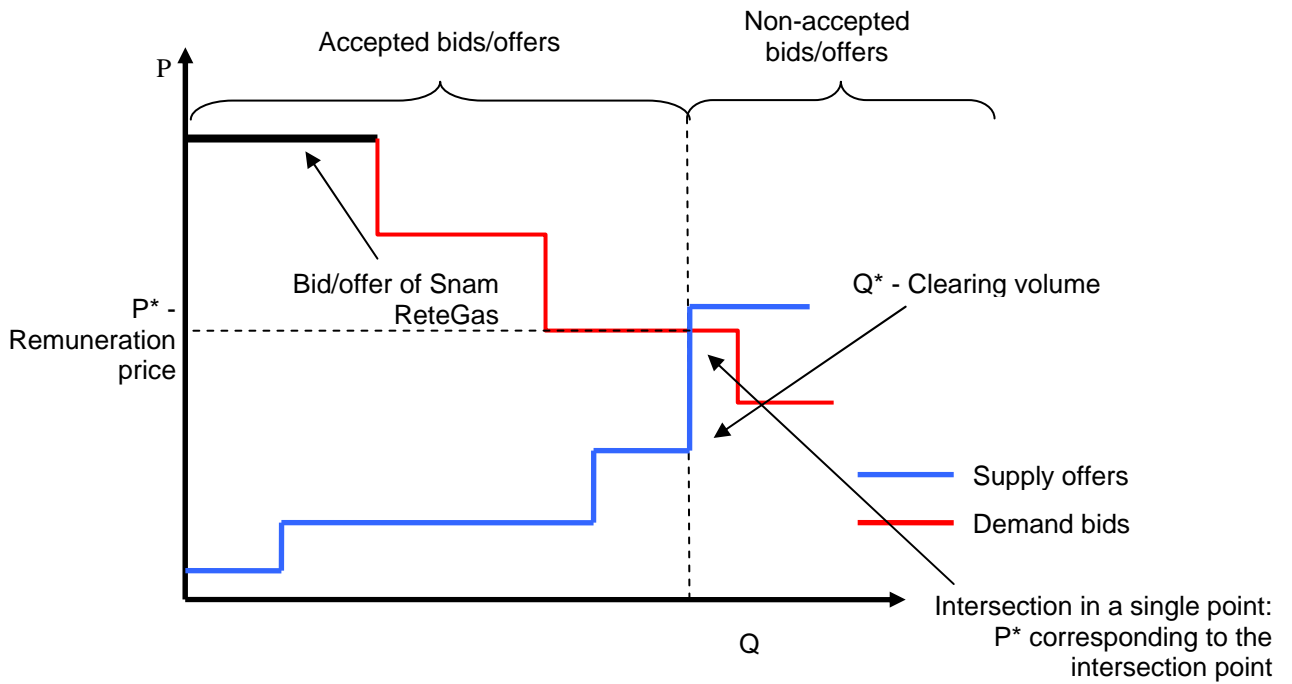 Accepted bids/offers
Non-accepted
bids/offers
P
Bid/offer of Snam
ReteGas
Q* - Clearing volume
P* -
Remuneration
price
Supply offers
Demand bids
Intersection in a single point:
P* corresponding to the
intersection point
Q